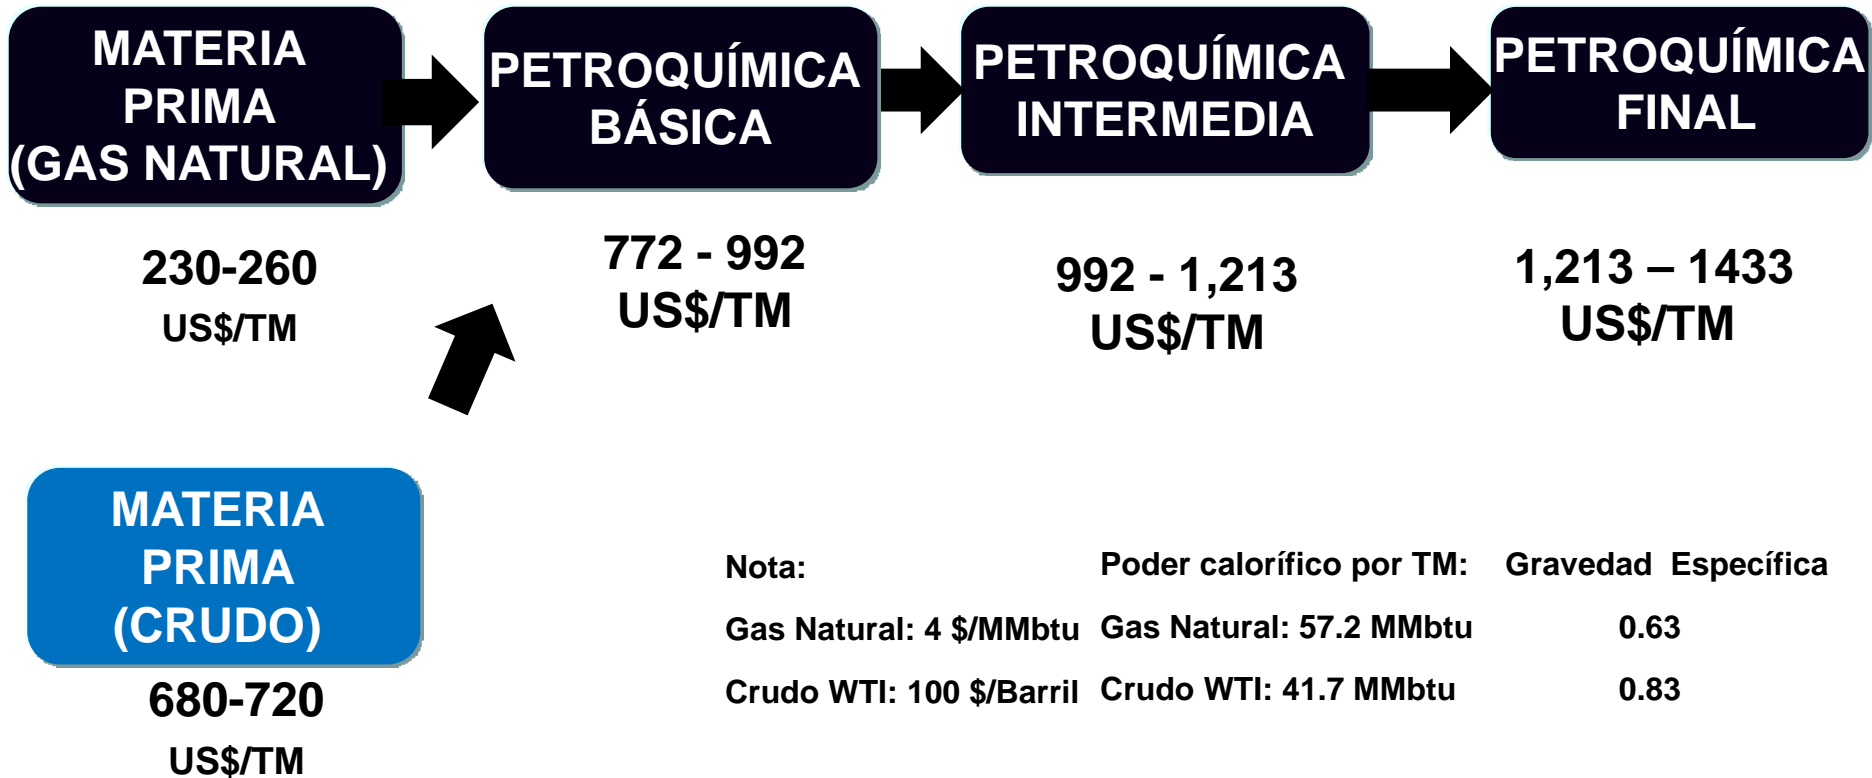 MATERIA
PRIMA
(GAS NATURAL)
PETROQUÍMICA
BÁSICA
PETROQUÍMICA
INTERMEDIA
PETROQUÍMICA
FINAL
230-260
US$/TM
772 - 992
US$/TM
992 - 1,213
US$/TM
1,213 – 1433
US$/TM
MATERIA
PRIMA
(CRUDO)
680-720
US$/TM
Nota:
Gas Natural: 4 $/MMbtu
Crudo WTI: 100 $/Barril
Poder calorífico por TM:
Gas Natural: 57.2 MMbtu
Crudo WTI: 41.7 MMbtu
Gravedad Específica
0.63
0.83